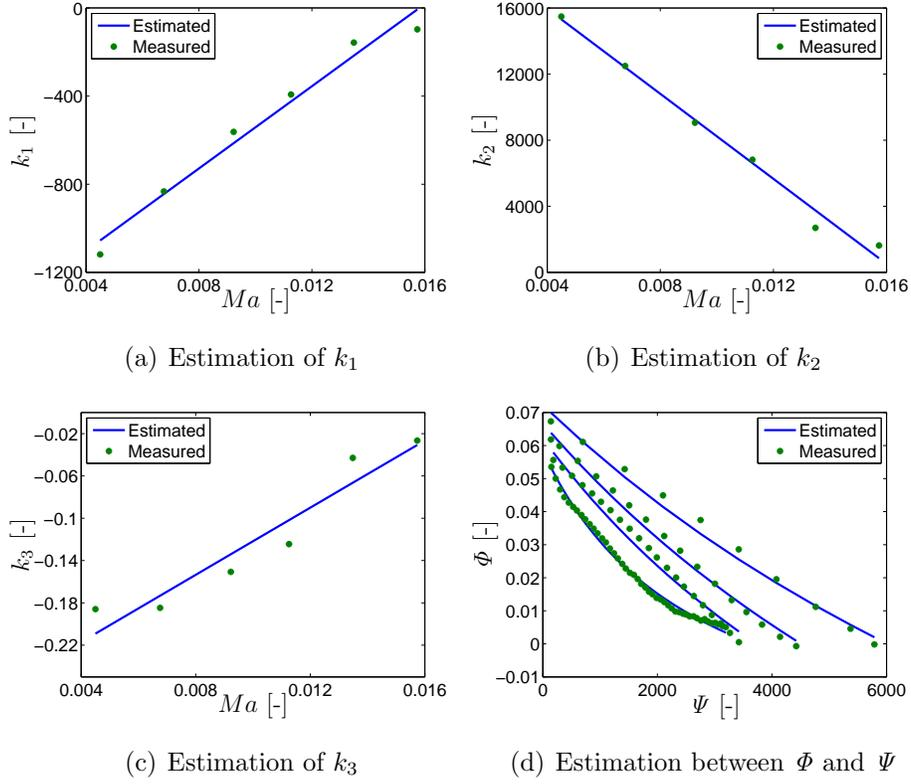 0
−400
−800
−1200
0.004
0.008
0.012
0.016
k1 [-]
Ma [-]
Estimated
Measured
(a) Estimation of k1
16000
12000
8000
4000
0
0.004
0.008
0.012
0.016
k2 [-]
Ma [-]
Estimated
Measured
(b) Estimation of k2
−0.02
−0.06
−0.1
−0.14
−0.18
−0.22
0.004
0.008
0.012
0.016
k3 [-]
Ma [-]
Estimated
Measured
(c) Estimation of k3
0.07
0.06
0.05
0.04
0.03
0.02
0.01
0
−0.01
0
2000
4000
6000
Φ [-]
Ψ [-]
Estimated
Measured
(d) Estimation between Φ and Ψ